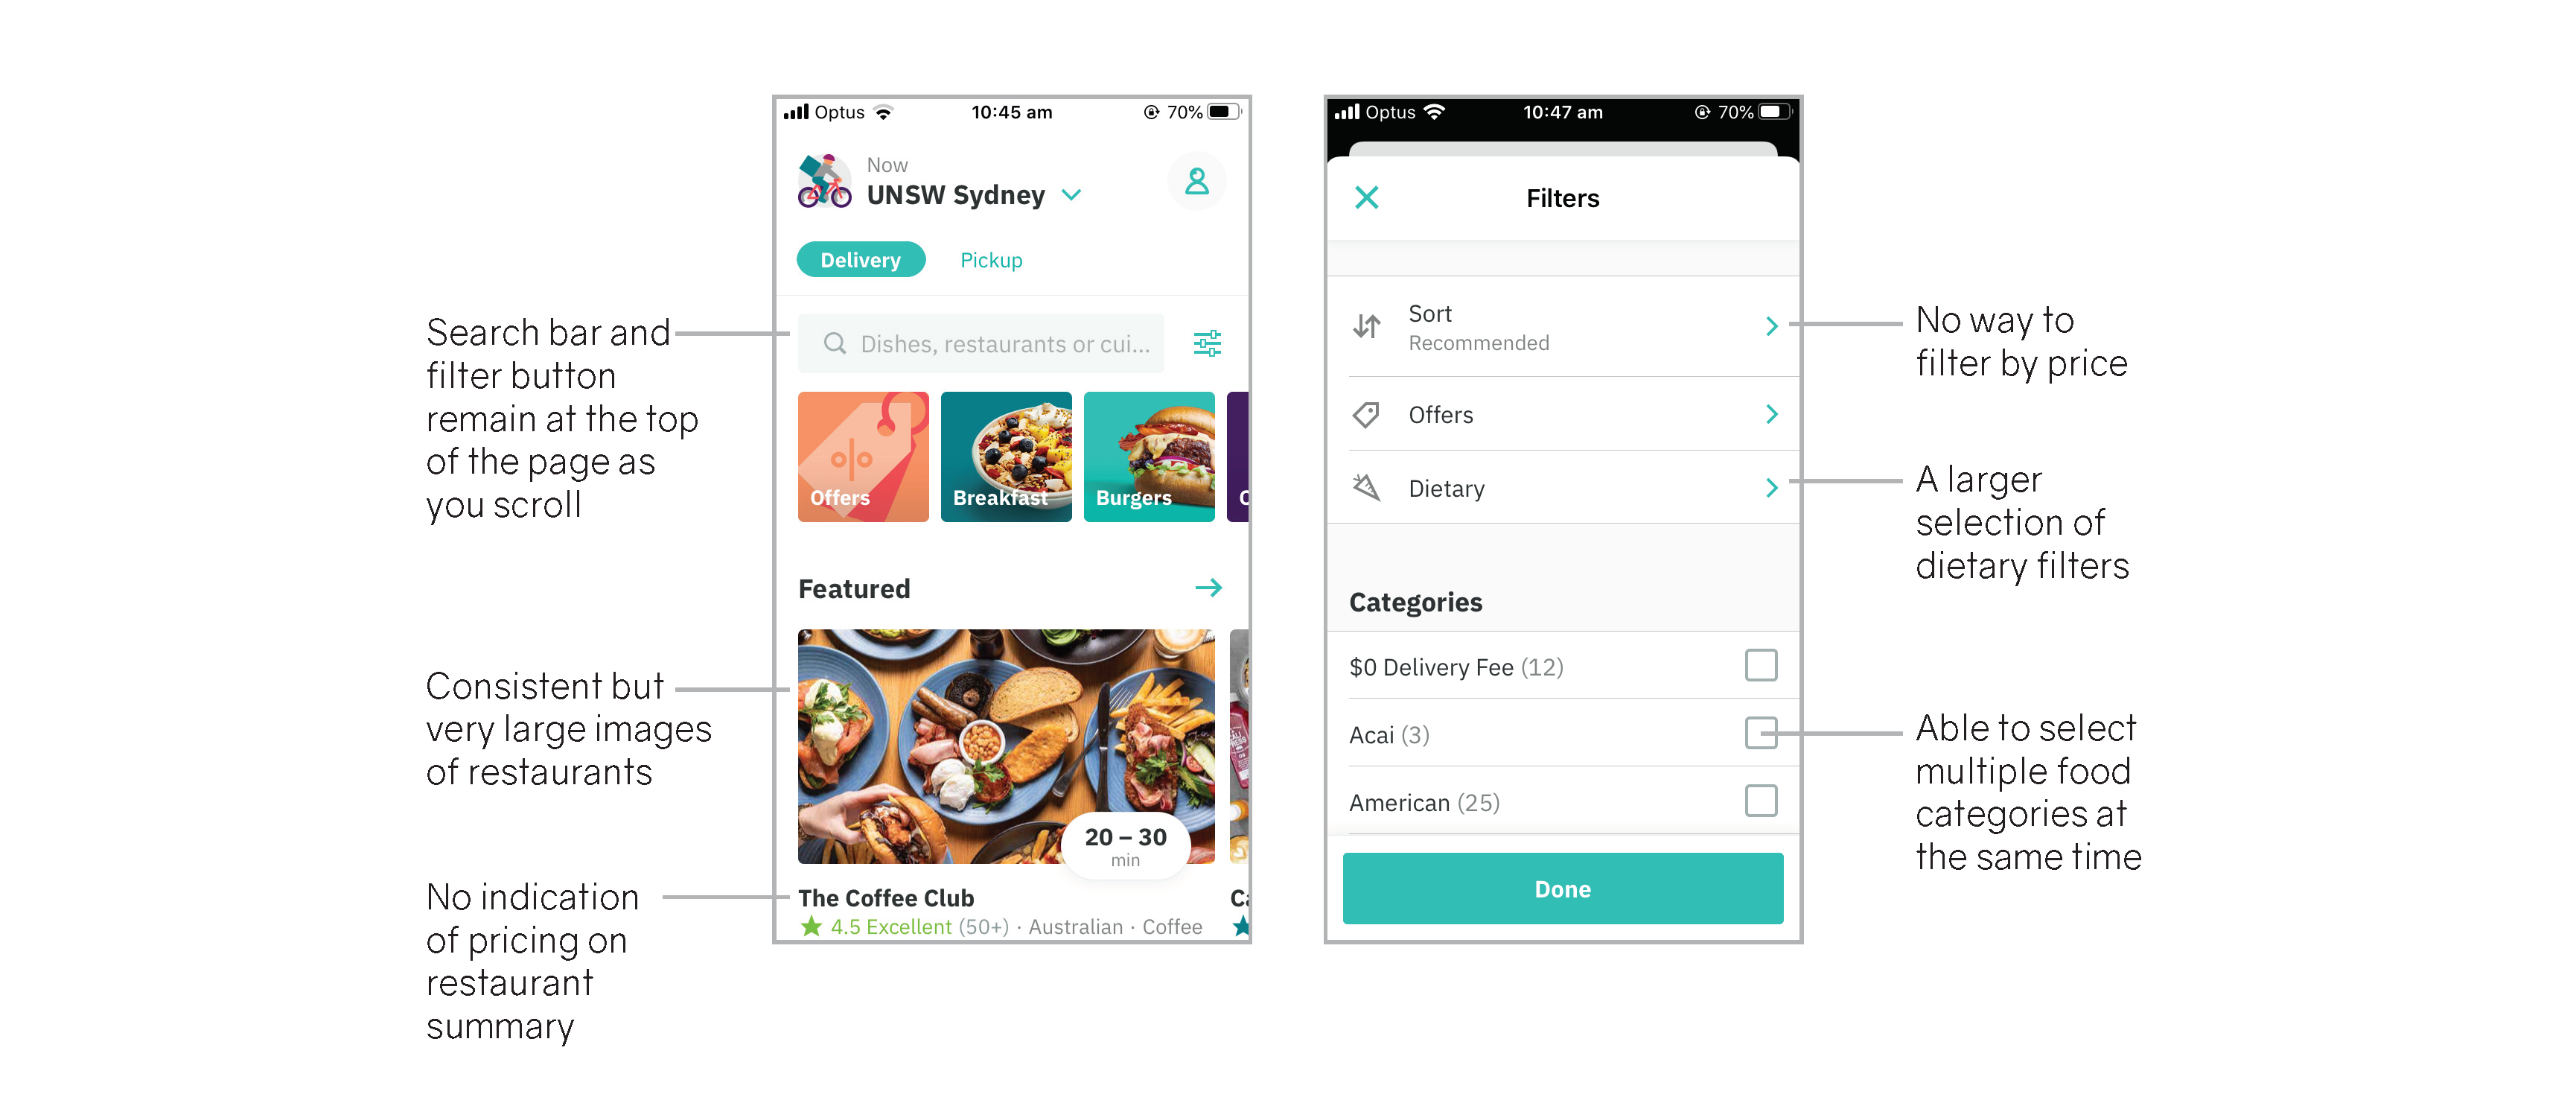 Search bar and
filter button
remain at the top
of the page as
you scroll
Consistent but
very large images
of restaurants
No indication
of pricing on
restaurant
summary
Optus 10:45 am 70%
Now
UNSW Sydney
Delivery Pickup
Dishes, restaurants or cui...
%
Offers Breakfast Burgers C
Featured
20 – 30
min
The Coffee Club Ca
4.5 Excellent (50+) · Australian · Coffee
Optus 10:47 am 70%
Filters
Sort
Recommended
Offers
Dietary
Categories
$0 Delivery Fee (12)
Acai (3)
American (25)
Done
No way to
filter by price
A larger
selection of
dietary filters
Able to select
multiple food
categories at
the same time